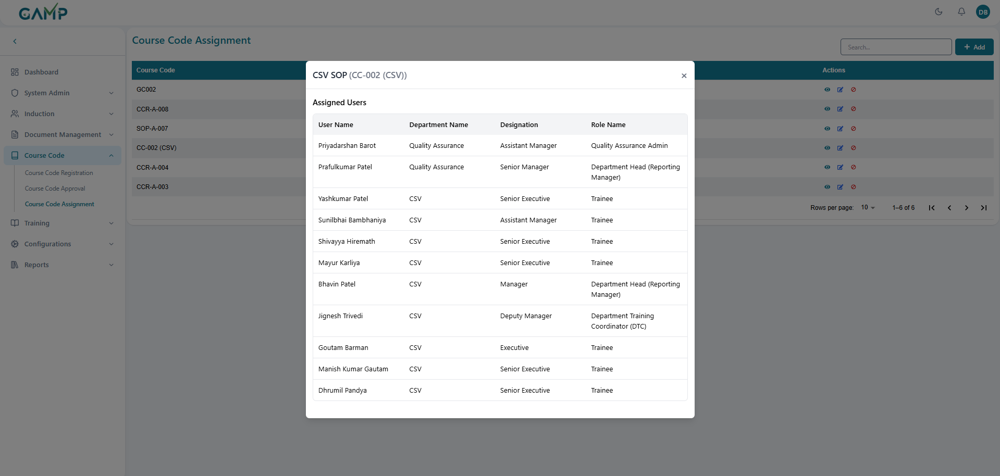 GAMP
DB
Course Code Assignment
Search...
+ Add
Dashboard
System Admin
Induction
Document Management
Course Code
Course Code Registration
Course Code Approval
Course Code Assignment
Training
Configurations
Reports
Course Code
Actions
GC002
CCR-A-008
SOP-A-007
CC-002 (CSV)
CCR-A-004
CCR-A-003
Rows per page: 10 1–6 of 6
CSV SOP (CC-002 (CSV))
×
Assigned Users
User Name Department Name Designation Role Name
Priyadarshan Barot Quality Assurance Assistant Manager Quality Assurance Admin
Prafulkumar Patel Quality Assurance Senior Manager Department Head (Reporting
Manager)
Yashkumar Patel CSV Senior Executive Trainee
Sunilbhai Bambhaniya CSV Assistant Manager Trainee
Shivayya Hiremath CSV Senior Executive Trainee
Mayur Karliya CSV Senior Executive Trainee
Bhavin Patel CSV Manager Department Head (Reporting
Manager)
Jignesh Trivedi CSV Deputy Manager Department Training
Coordinator (DTC)
Goutam Barman CSV Executive Trainee
Manish Kumar Gautam CSV Senior Executive Trainee
Dhrumil Pandya CSV Senior Executive Trainee